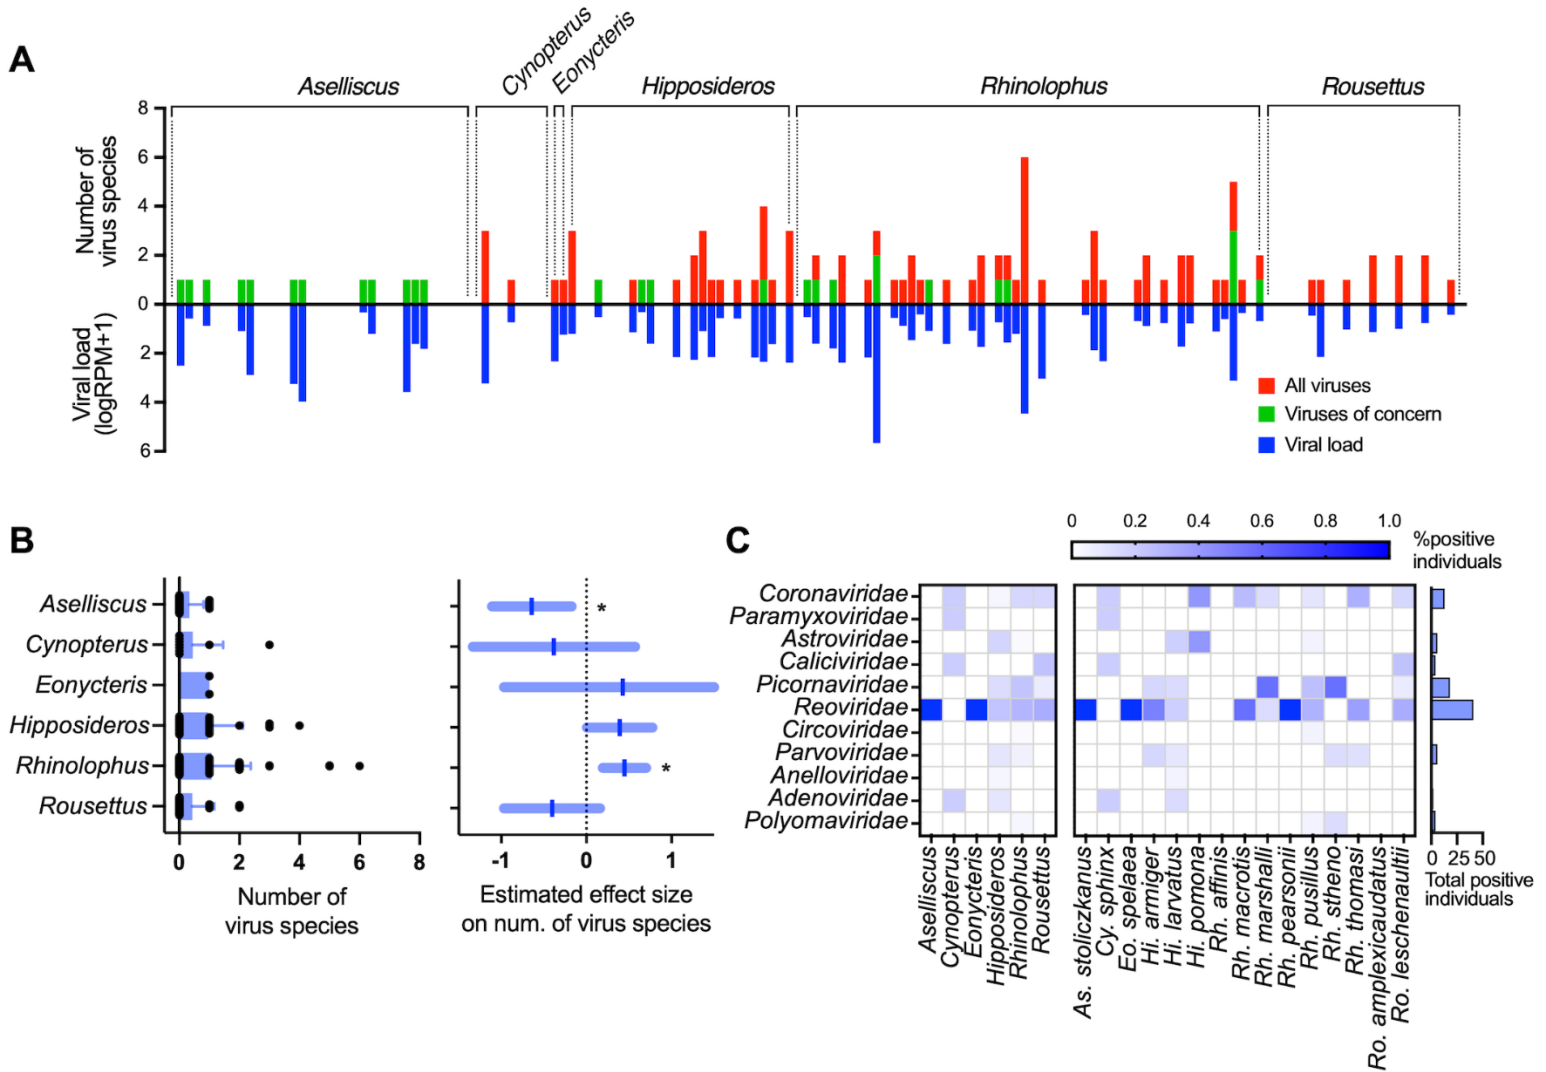 A
Aselliscus
Cynopterus
Eonycteris
Hipposideros
Rhinolophus
Rousettus
Number of
virus species
8
6
4
2
0
2
4
6
Viral load
(logRPM+1)
All viruses
Viruses of concern
Viral load
B
Aselliscus
Cynopterus
Eonycteris
Hipposideros
Rhinolophus
Rousettus
0 2 4 6 8
Number of
virus species
*
*
-1 0 1
Estimated effect size
on num. of virus species
C
0 0.2 0.4 0.6 0.8 1.0
%positive
individuals
Coronaviridae
Paramyxoviridae
Astroviridae
Caliciviridae
Picornaviridae
Reoviridae
Circoviridae
Parvoviridae
Anelloviridae
Adenoviridae
Polyomaviridae
Aselliscus
Cynopterus
Eonycteris
Hipposideros
Rhinolophus
Rousettus
As. stoliczkanus
Cy. sphinx
Eo. spelaea
Hi. armiger
Hi. larvatus
Hi. pomona
Rh. affinis
Rh. macrotis
Rh. marshalli
Rh. pearsonii
Rh. pusillus
Rh. stheno
Rh. thomasi
Ro. amplexicaudatus
Ro. leschenaultii
0 25 50
Total positive
individuals